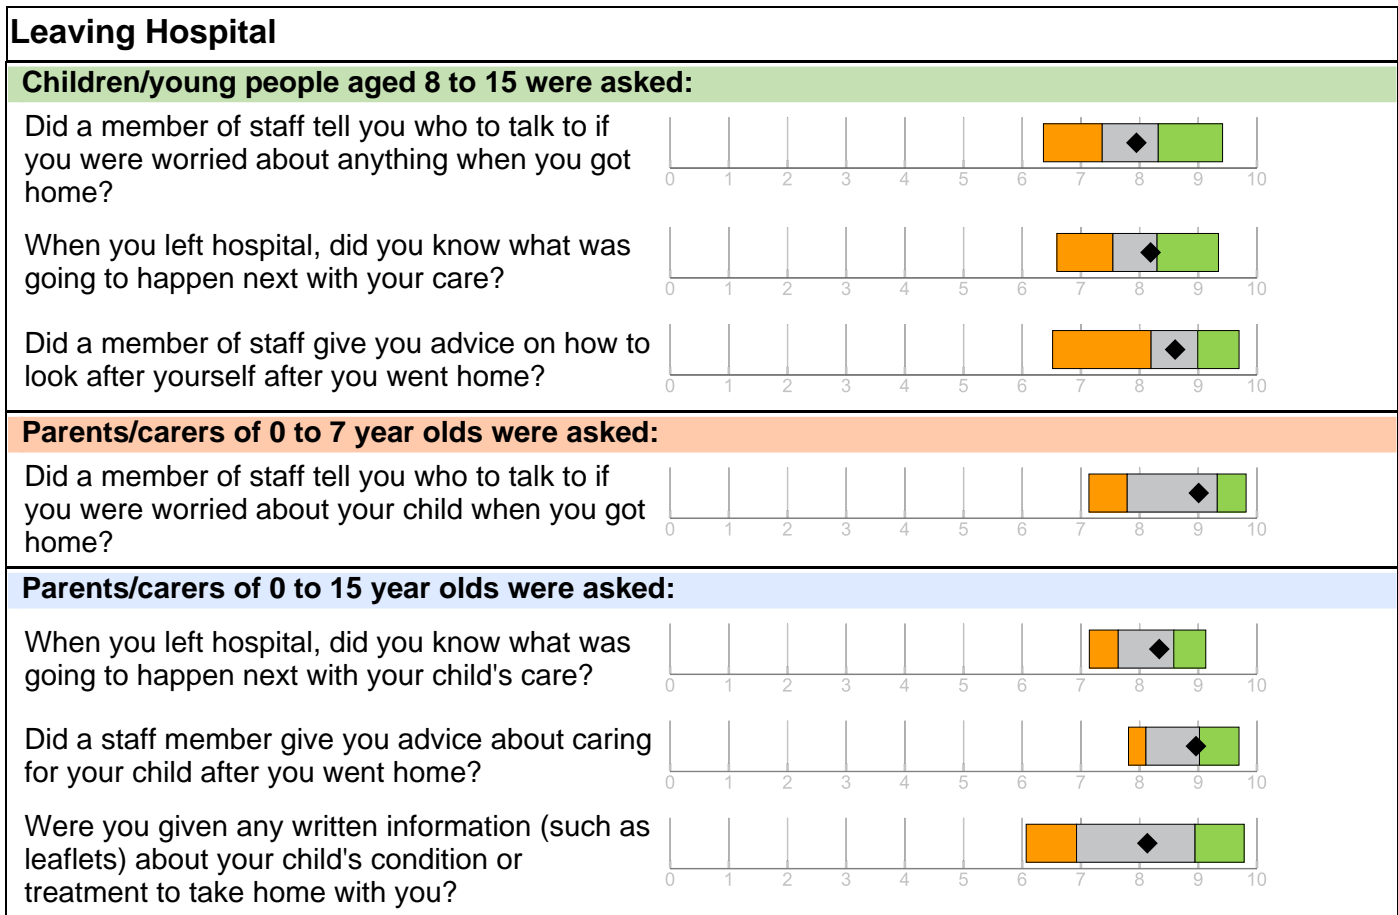 Leaving Hospital
Children/young people aged 8 to 15 were asked:
Did a member of staff tell you who to talk to if
you were worried about anything when you got
home?
0 1 2 3 4 5 6 7 8 9 10
When you left hospital, did you know what was
going to happen next with your care?
0 1 2 3 4 5 6 7 8 9 10
Did a member of staff give you advice on how to
look after yourself after you went home?
0 1 2 3 4 5 6 7 8 9 10
Parents/carers of 0 to 7 year olds were asked:
Did a member of staff tell you who to talk to if
you were worried about your child when you got
home?
0 1 2 3 4 5 6 7 8 9 10
Parents/carers of 0 to 15 year olds were asked:
When you left hospital, did you know what was
going to happen next with your child's care?
0 1 2 3 4 5 6 7 8 9 10
Did a staff member give you advice about caring
for your child after you went home?
0 1 2 3 4 5 6 7 8 9 10
Were you given any written information (such as
leaflets) about your child's condition or
treatment to take home with you?
0 1 2 3 4 5 6 7 8 9 10